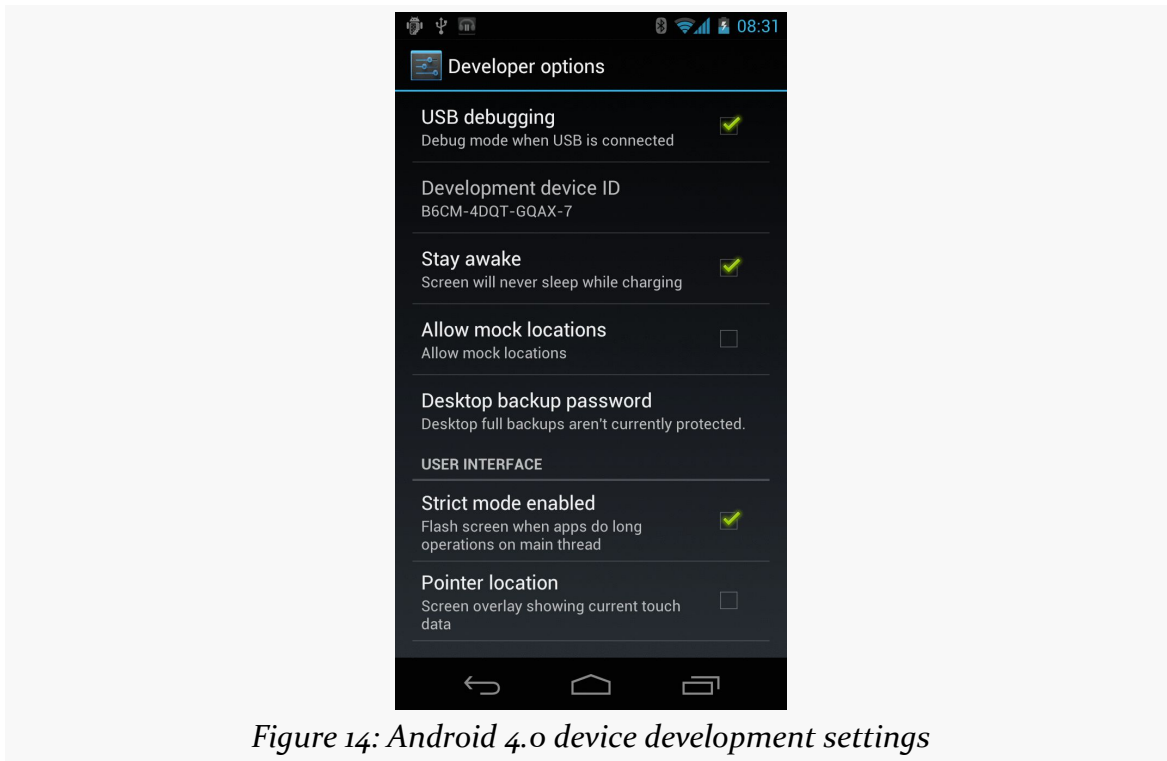 08:31
Developer options
USB debugging
Debug mode when USB is connected
Development device ID
B6CM-4DQT-GQAX-7
Stay awake
Screen will never sleep while charging
Allow mock locations
Allow mock locations
Desktop backup password
Desktop full backups aren't currently protected.
USER INTERFACE
Strict mode enabled
Flash screen when apps do long
operations on main thread
Pointer location
Screen overlay showing current touch
data
Figure 14: Android 4.0 device development settings